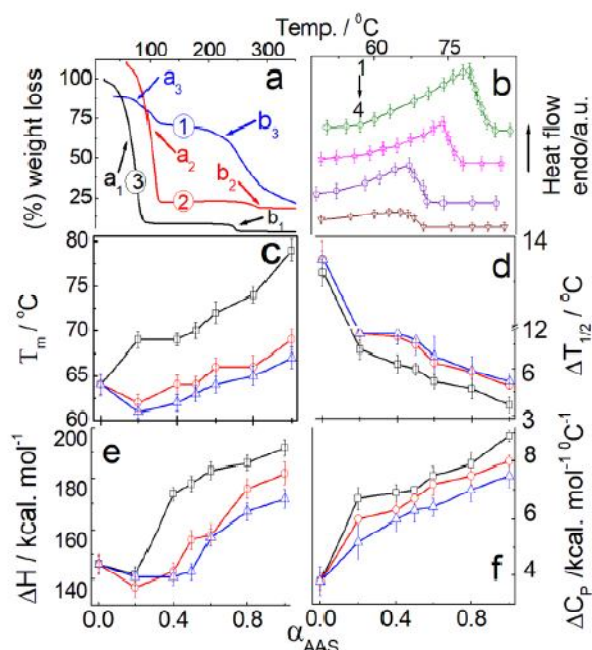 Temp. / °C
0 100 200 300
60 75
100
75
50
25
(%) weight loss
a
a3
1
b3
a2
a1
3
2
b2
b1
b
1
4
Heat flow
endo/a.u.
80
75
70
65
60
Tm / °C
c
d
14
12
6
3
ΔT1/2 / °C
200
180
160
140
ΔH / kcal. mol-1
e
f
8
6
4
ΔCP /kcal. mol-1 0C-1
0.0 0.4 0.8 0.0 0.4 0.8
αAAS